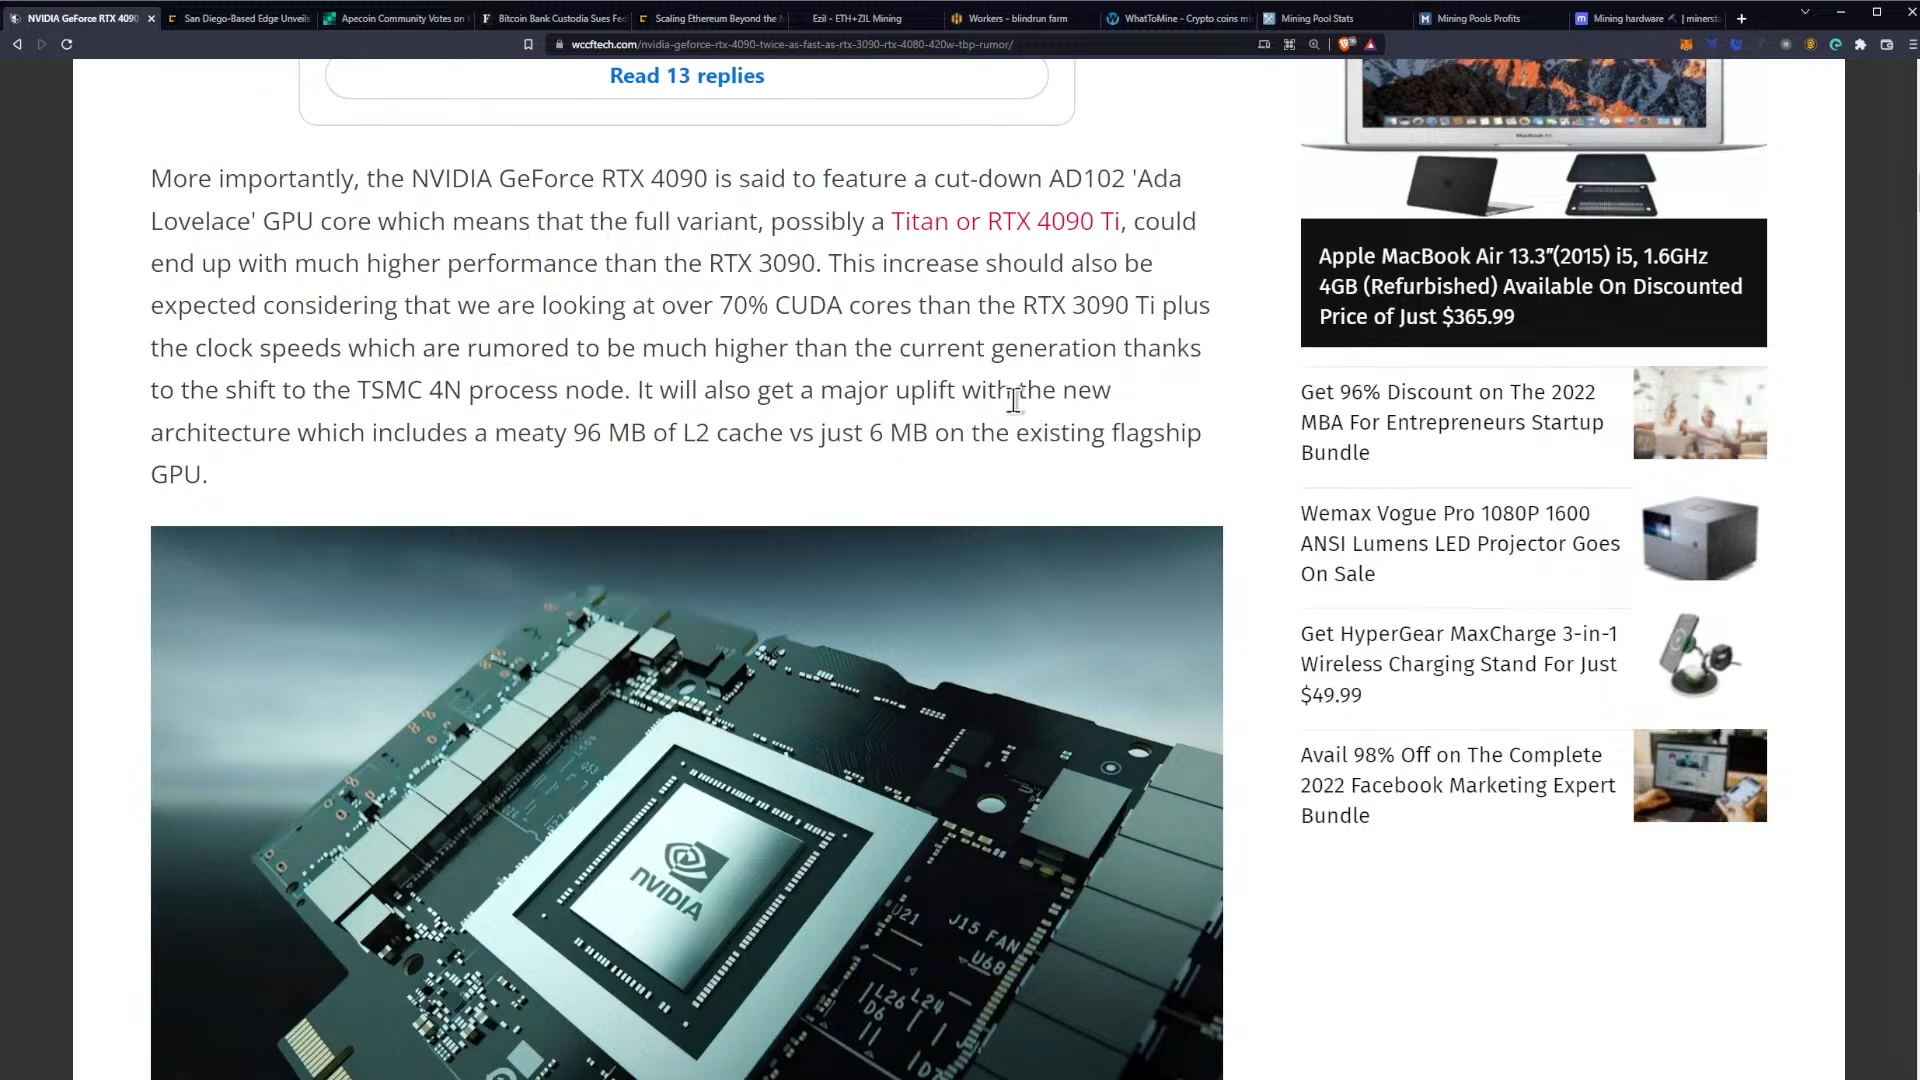 NVIDIA GeForce RTX 4090
San Diego-Based Edge Unveils
Apecoin Community Votes on
Bitcoin Bank Custodia Sues Fed
Scaling Ethereum Beyond the
Ezil - ETH+ZIL Mining
Workers - blindrun farm
WhatToMine - Crypto coins mi
Mining Pool Stats
Mining Pools Profits
Mining hardware
minerst
wccftech.com/nvidia-geforce-rtx-4090-twice-as-fast-as-rtx-3090-rtx-4080-420w-tbp-rumor/
Read 13 replies
More importantly, the NVIDIA GeForce RTX 4090 is said to feature a cut-down AD102 'Ada
Lovelace' GPU core which means that the full variant, possibly a Titan or RTX 4090 Ti, could
end up with much higher performance than the RTX 3090. This increase should also be
expected considering that we are looking at over 70% CUDA cores than the RTX 3090 Ti plus
the clock speeds which are rumored to be much higher than the current generation thanks
to the shift to the TSMC 4N process node. It will also get a major uplift with the new
architecture which includes a meaty 96 MB of L2 cache vs just 6 MB on the existing flagship
GPU.
NVIDIA
U21
J15 FAN
U68
L26 L24
D6
D7
MacBook Air
Apple MacBook Air 13.3″(2015) i5, 1.6GHz
4GB (Refurbished) Available On Discounted
Price of Just $365.99
Get 96% Discount on The 2022
MBA For Entrepreneurs Startup
Bundle
Wemax Vogue Pro 1080P 1600
ANSI Lumens LED Projector Goes
On Sale
Get HyperGear MaxCharge 3-in-1
Wireless Charging Stand For Just
$49.99
Avail 98% Off on The Complete
2022 Facebook Marketing Expert
Bundle